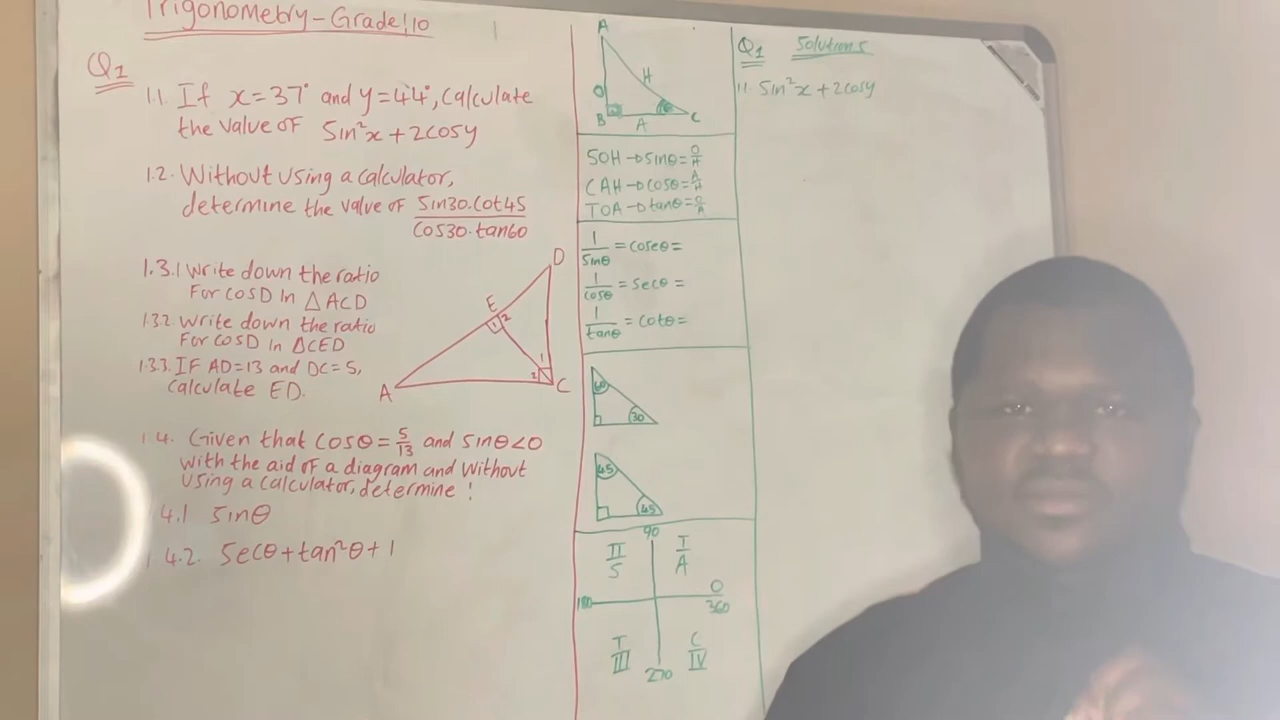 Trigonometry - Grade: 10
Q1
1.1. If x=37° and y=44°, calculate
the value of sin²x + 2cosy
1.2. Without using a calculator,
determine the value of sin30.cot45 / cos30.tan60
1.3.1 Write down the ratio
For cosD in △ACD
1.3.2. Write down the ratio
For cosD in △CED
1.3.3. IF AD=13 and DC=5,
calculate ED.
D
E
1 2
1
2
A
C
1.4. Given that cosθ = 5/13 and sinθ<0
with the aid of a diagram and without
using a calculator, determine:
1.4.1 sinθ
1.4.2. secθ + tan²θ + 1
A
O
H
B
A
C
SOH → sinθ = O/H
CAH → cosθ = A/H
TOA → tanθ = O/A
1/sinθ = cosecθ =
1/cosθ = secθ =
1/tanθ = cotθ =
60
30
45
45
90
II
S
I
A
180
0
360
T
III
C
IV
270
Q1 Solutions
1.1. sin²x + 2cosy